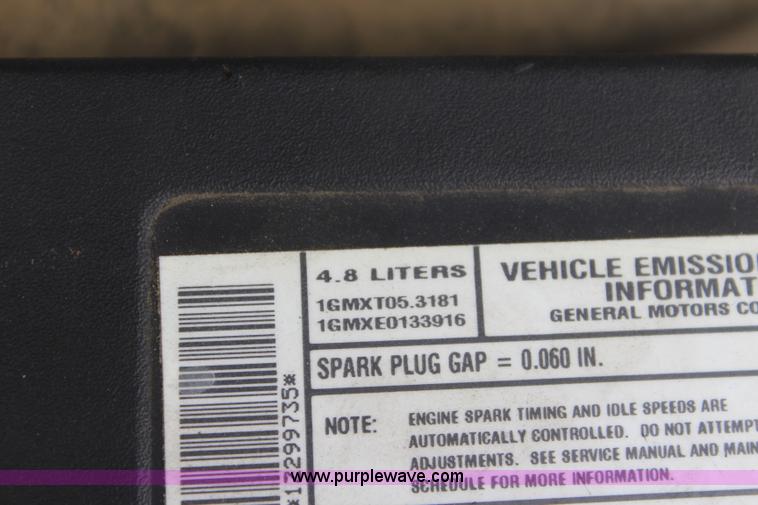 4.8 LITERS
1GMXT05.3181
1GMXE0133916
VEHICLE EMISSIO
INFORMAT
GENERAL MOTORS CO
SPARK PLUG GAP = 0.060 IN.
NOTE:
ENGINE SPARK TIMING AND IDLE SPEEDS ARE
AUTOMATICALLY CONTROLLED. DO NOT ATTEMPT
ADJUSTMENTS. SEE SERVICE MANUAL AND MAIN
SCHEDULE FOR MORE INFORMATION.
*12299735*
www.purplewave.com